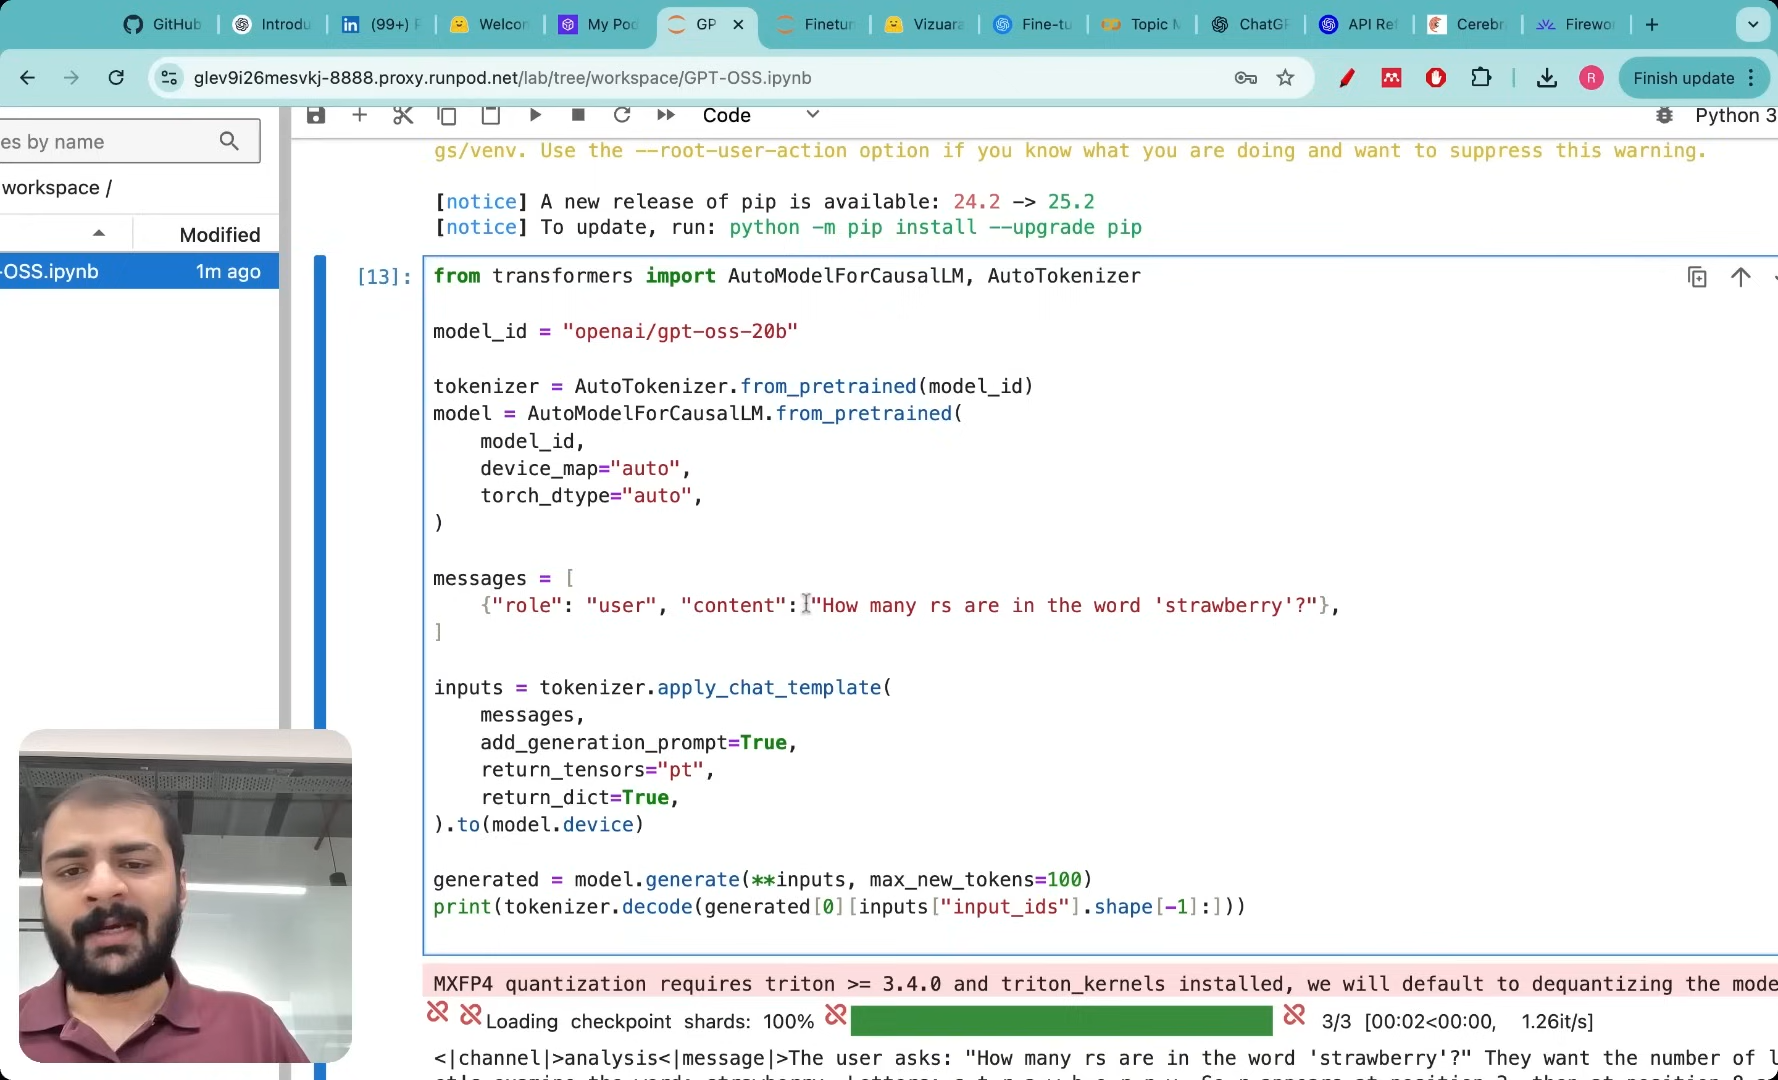 GitHub
Introdu
(99+) F
Welcon
My Pod
GP
Finetun
Vizuara
Fine-tu
Topic M
ChatGP
API Ref
Cerebr
Firewor
glev9i26mesvkj-8888.proxy.runpod.net/lab/tree/workspace/GPT-OSS.ipynb
R
Finish update
Code
Python 3
es by name
workspace /
Modified
-OSS.ipynb
1m ago
gs/venv. Use the --root-user-action option if you know what you are doing and want to suppress this warning.
[notice] A new release of pip is available: 24.2 -> 25.2
[notice] To update, run: python -m pip install --upgrade pip
[13]:
from transformers import AutoModelForCausalLM, AutoTokenizer
model_id = "openai/gpt-oss-20b"
tokenizer = AutoTokenizer.from_pretrained(model_id)
model = AutoModelForCausalLM.from_pretrained(
model_id,
device_map="auto",
torch_dtype="auto",
)
messages = [
{"role": "user", "content": "How many rs are in the word 'strawberry'?"},
]
inputs = tokenizer.apply_chat_template(
messages,
add_generation_prompt=True,
return_tensors="pt",
return_dict=True,
).to(model.device)
generated = model.generate(**inputs, max_new_tokens=100)
print(tokenizer.decode(generated[0][inputs["input_ids"].shape[-1]:]))
MXFP4 quantization requires triton >= 3.4.0 and triton_kernels installed, we will default to dequantizing the mode
Loading checkpoint shards: 100% 3/3 [00:02<00:00, 1.26it/s]
<|channel|>analysis<|message|>The user asks: "How many rs are in the word 'strawberry'?" They want the number of l